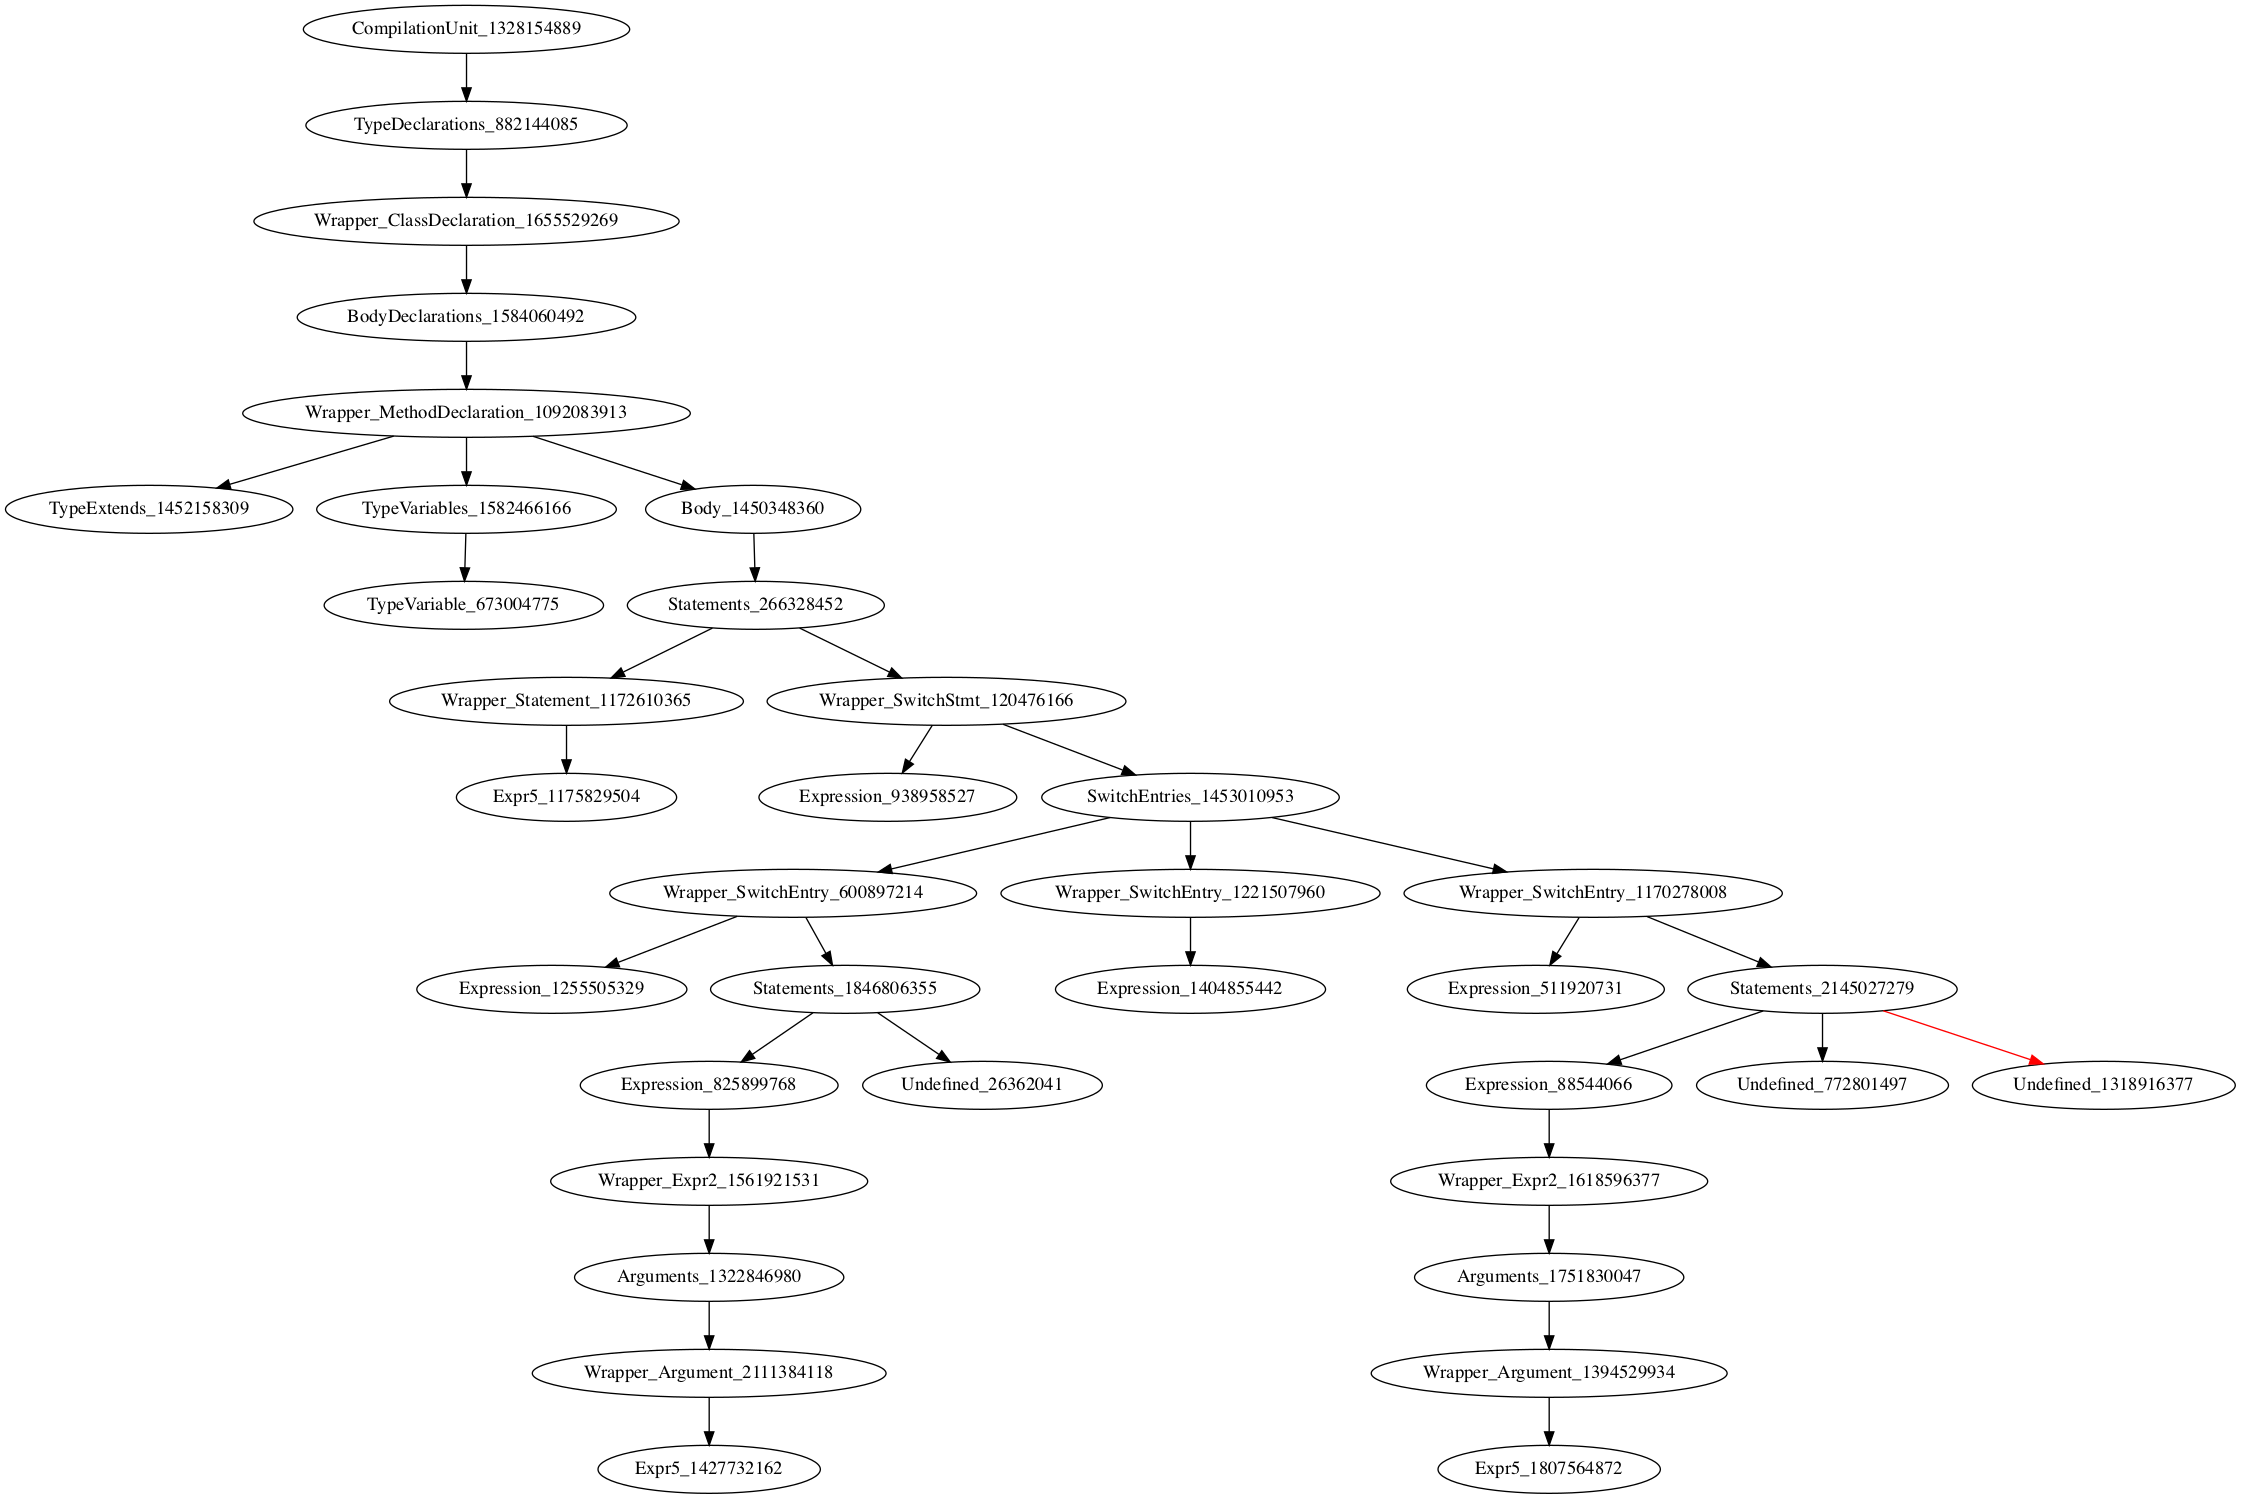 CompilationUnit_1328154889
TypeDeclarations_882144085
Wrapper_ClassDeclaration_1655529269
BodyDeclarations_1584060492
Wrapper_MethodDeclaration_1092083913
TypeExtends_1452158309
TypeVariables_1582466166
Body_1450348360
TypeVariable_673004775
Statements_266328452
Wrapper_Statement_1172610365
Wrapper_SwitchStmt_120476166
Expr5_1175829504
Expression_938958527
SwitchEntries_1453010953
Wrapper_SwitchEntry_600897214
Wrapper_SwitchEntry_1221507960
Wrapper_SwitchEntry_1170278008
Expression_1255505329
Statements_1846806355
Expression_1404855442
Expression_511920731
Statements_2145027279
Expression_825899768
Undefined_26362041
Expression_88544066
Undefined_772801497
Undefined_1318916377
Wrapper_Expr2_1561921531
Wrapper_Expr2_1618596377
Arguments_1322846980
Arguments_1751830047
Wrapper_Argument_2111384118
Wrapper_Argument_1394529934
Expr5_1427732162
Expr5_1807564872